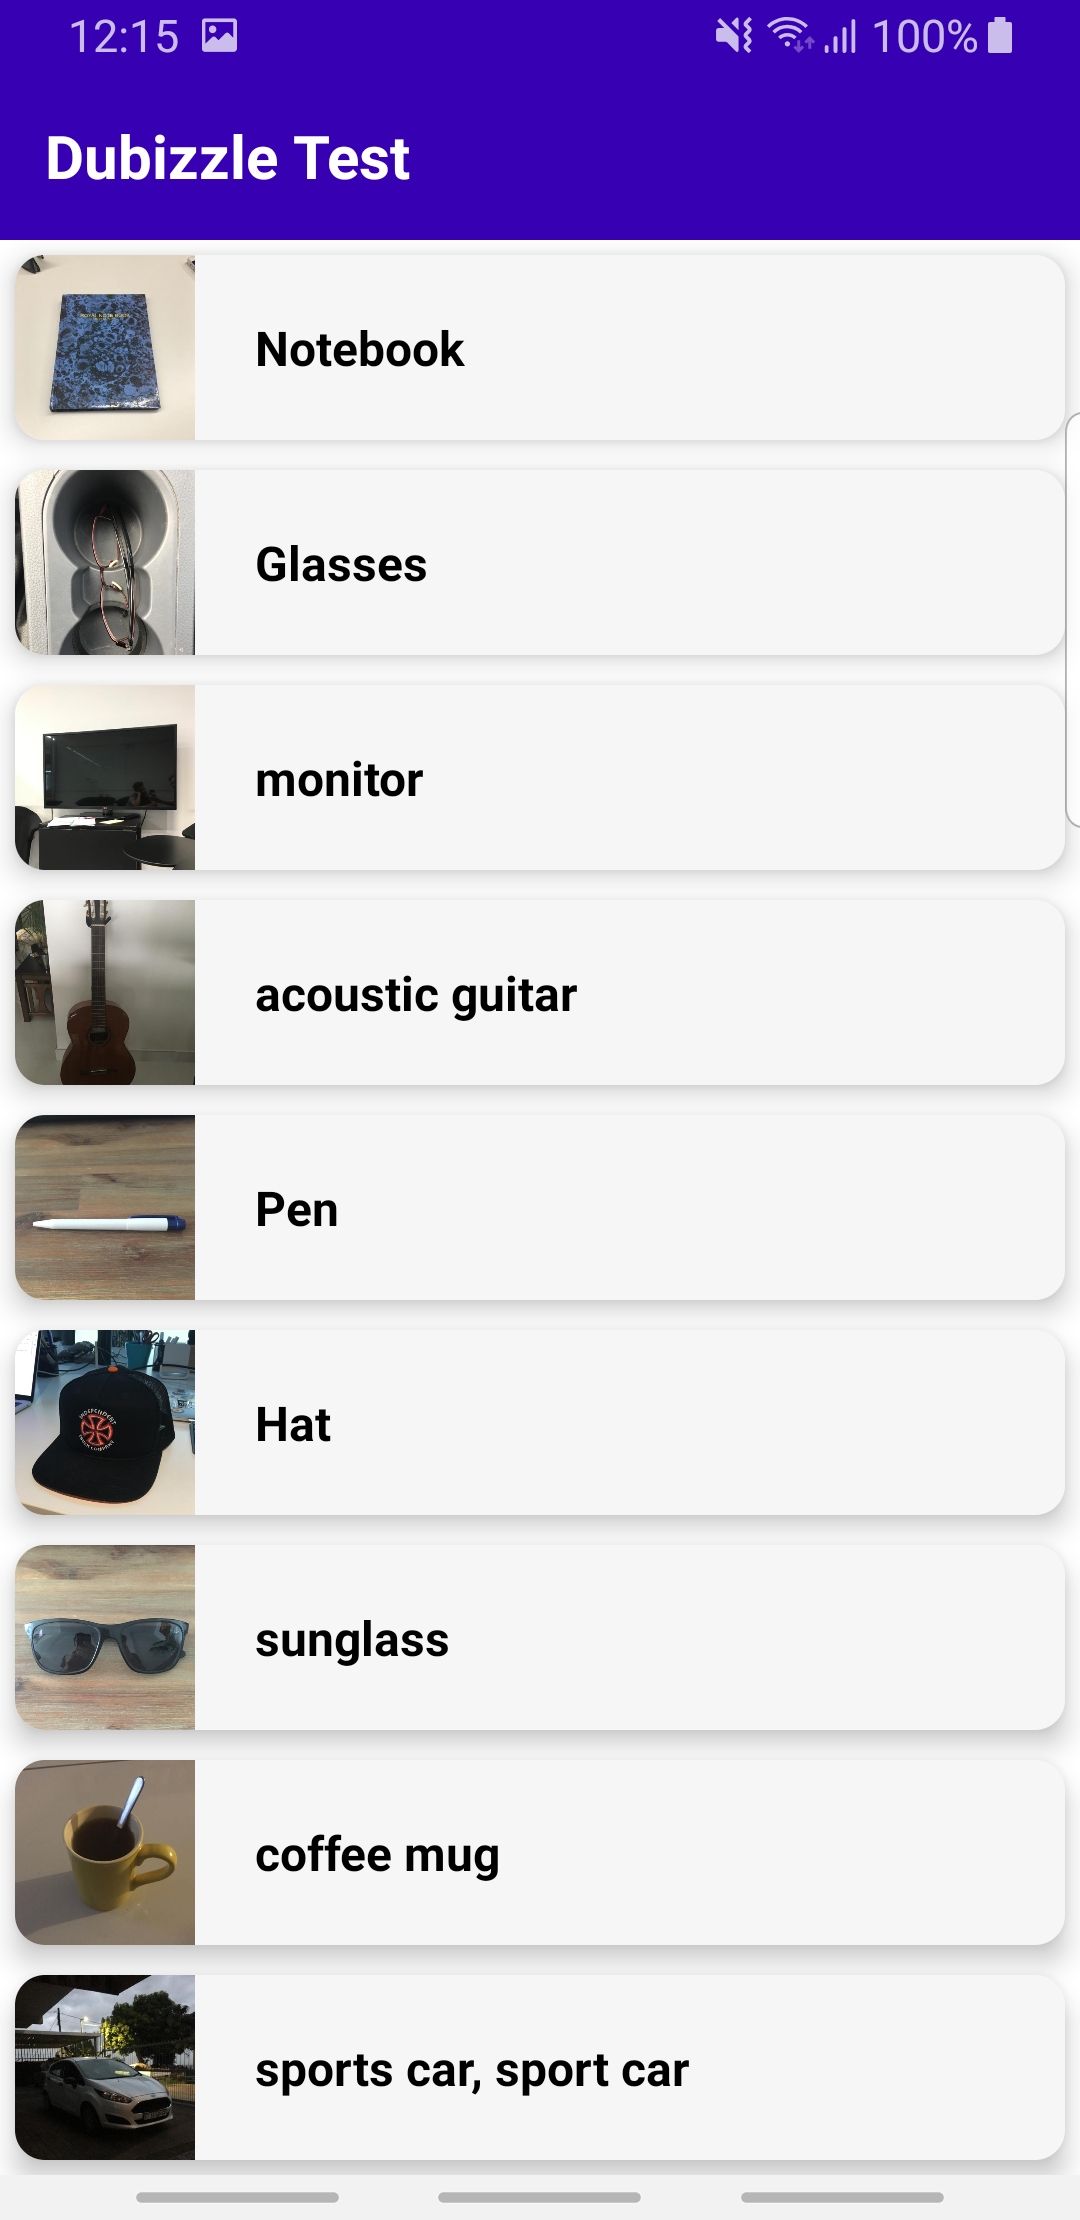 12:15 100%
Dubizzle Test
Notebook
Glasses
monitor
acoustic guitar
Pen
Hat
INDEPENDENT
sunglass
coffee mug
sports car, sport car